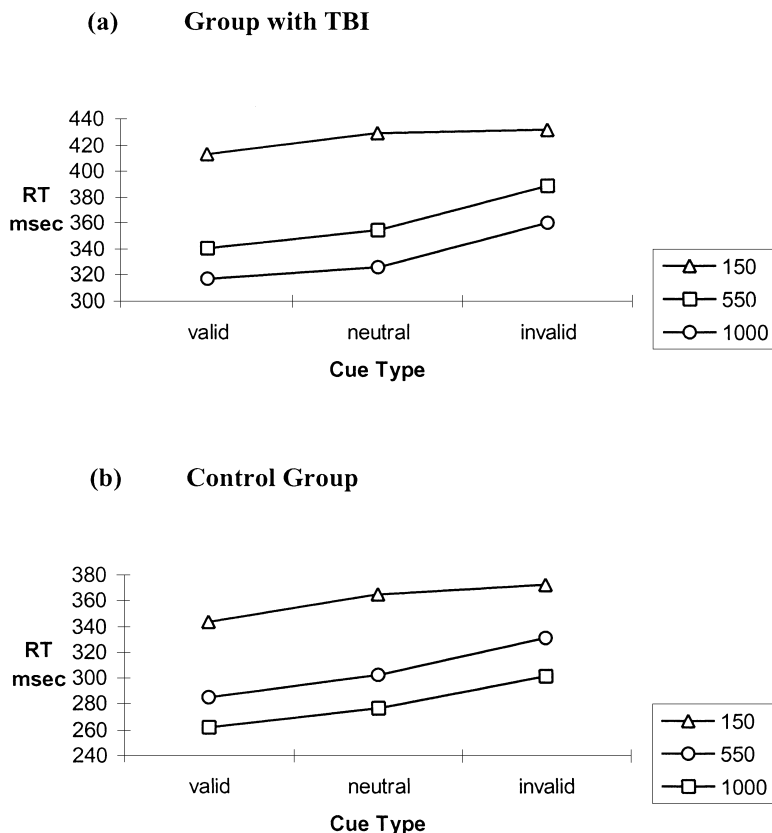 (a) Group with TBI
440
420
400
380
360
340
320
300
RT
msec
valid neutral invalid
Cue Type
150
550
1000
(b) Control Group
380
360
340
320
300
280
260
240
RT
msec
valid neutral invalid
Cue Type
150
550
1000